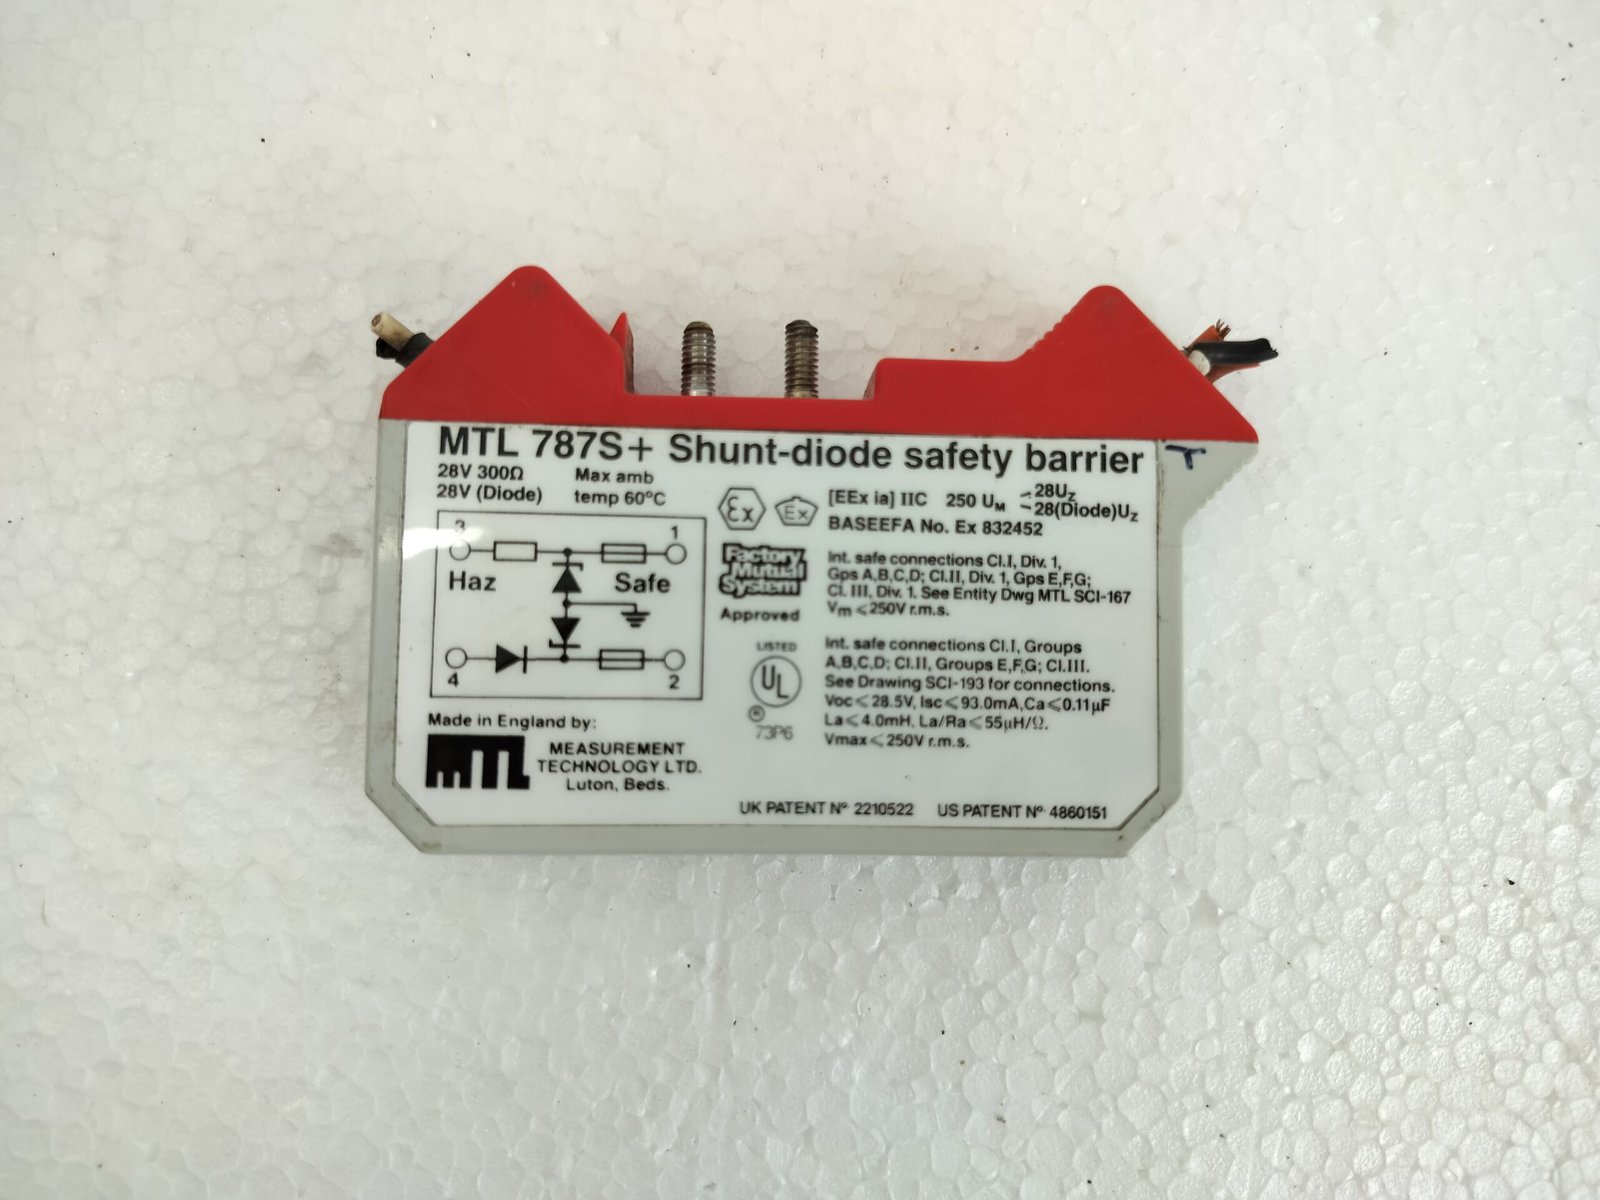 MTL 787S+ Shunt-diode safety barrier
T
28V 300Ω
28V (Diode)
Max amb
temp 60ºC
3
1
Haz
Safe
4
2
Made in England by:
MTL
MEASUREMENT
TECHNOLOGY LTD.
Luton, Beds.
Ex
Ex
[EEx ia] IIC 250 UM 28UZ
28(Diode)UZ
BASEEFA No. Ex 832452
Factory
Mutual
System
Approved
Int. safe connections Cl.I, Div. 1,
Gps A,B,C,D; Cl.II, Div. 1, Gps E,F,G;
Cl. III, Div. 1. See Entity Dwg MTL SCI-167
Vm ⩽ 250V r.m.s.
LISTED
UL
®
73P6
Int. safe connections Cl.I, Groups
A,B,C,D; Cl.II, Groups E,F,G; Cl.III.
See Drawing SCI-193 for connections.
Voc ⩽ 28.5V, Isc ⩽ 93.0mA, Ca ⩽ 0.11µF
La ⩽ 4.0mH, La/Ra ⩽ 55µH/Ω.
Vmax ⩽ 250V r.m.s.
UK PATENT Nº 2210522 US PATENT Nº 4860151